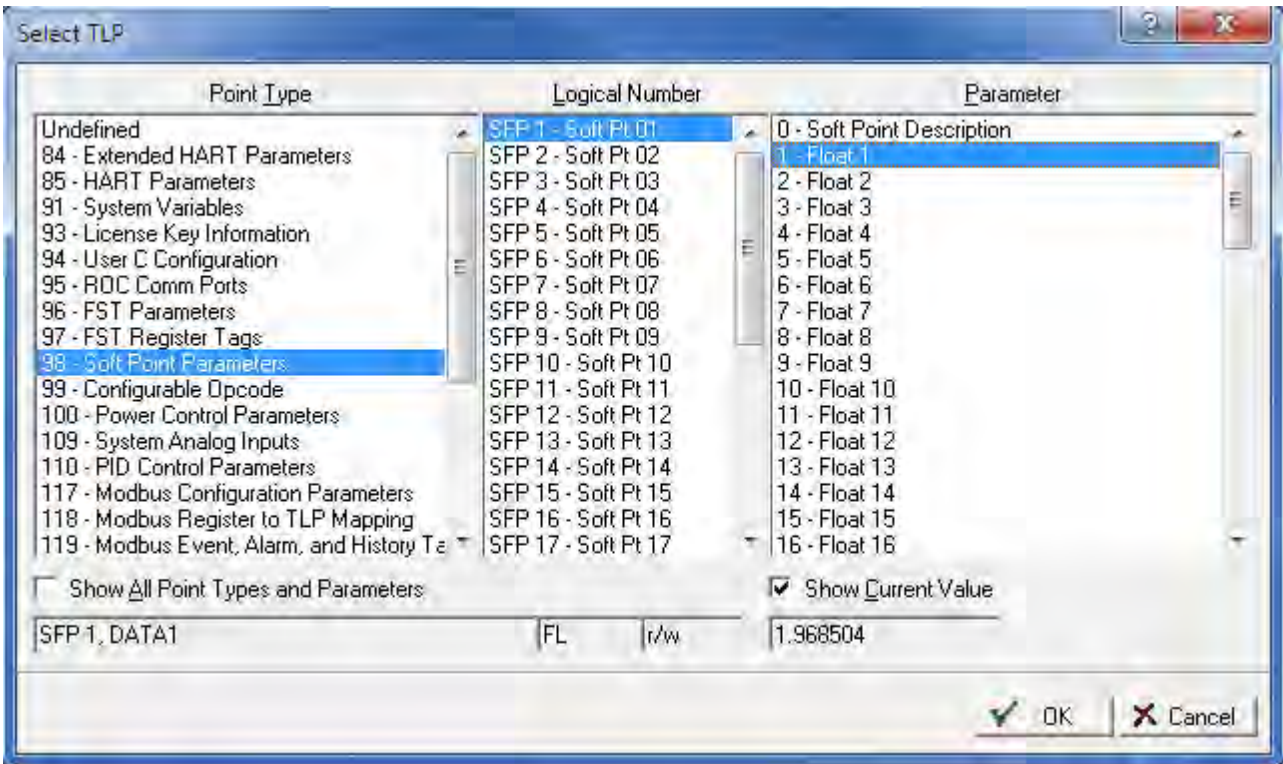 Select TLP
Point Type
Logical Number
Parameter
Undefined
84 - Extended HART Parameters
85 - HART Parameters
91 - System Variables
93 - License Key Information
94 - User C Configuration
95 - ROC Comm Ports
96 - FST Parameters
97 - FST Register Tags
98 - Soft Point Parameters
99 - Configurable Opcode
100 - Power Control Parameters
109 - System Analog Inputs
110 - PID Control Parameters
117 - Modbus Configuration Parameters
118 - Modbus Register to TLP Mapping
119 - Modbus Event, Alarm, and History Ta
SFP 1 - Soft Pt 01
SFP 2 - Soft Pt 02
SFP 3 - Soft Pt 03
SFP 4 - Soft Pt 04
SFP 5 - Soft Pt 05
SFP 6 - Soft Pt 06
SFP 7 - Soft Pt 07
SFP 8 - Soft Pt 08
SFP 9 - Soft Pt 09
SFP 10 - Soft Pt 10
SFP 11 - Soft Pt 11
SFP 12 - Soft Pt 12
SFP 13 - Soft Pt 13
SFP 14 - Soft Pt 14
SFP 15 - Soft Pt 15
SFP 16 - Soft Pt 16
SFP 17 - Soft Pt 17
0 - Soft Point Description
1 - Float 1
2 - Float 2
3 - Float 3
4 - Float 4
5 - Float 5
6 - Float 6
7 - Float 7
8 - Float 8
9 - Float 9
10 - Float 10
11 - Float 11
12 - Float 12
13 - Float 13
14 - Float 14
15 - Float 15
16 - Float 16
Show All Point Types and Parameters
Show Current Value
SFP 1, DATA1
FL
r/w
1.968504
OK
Cancel